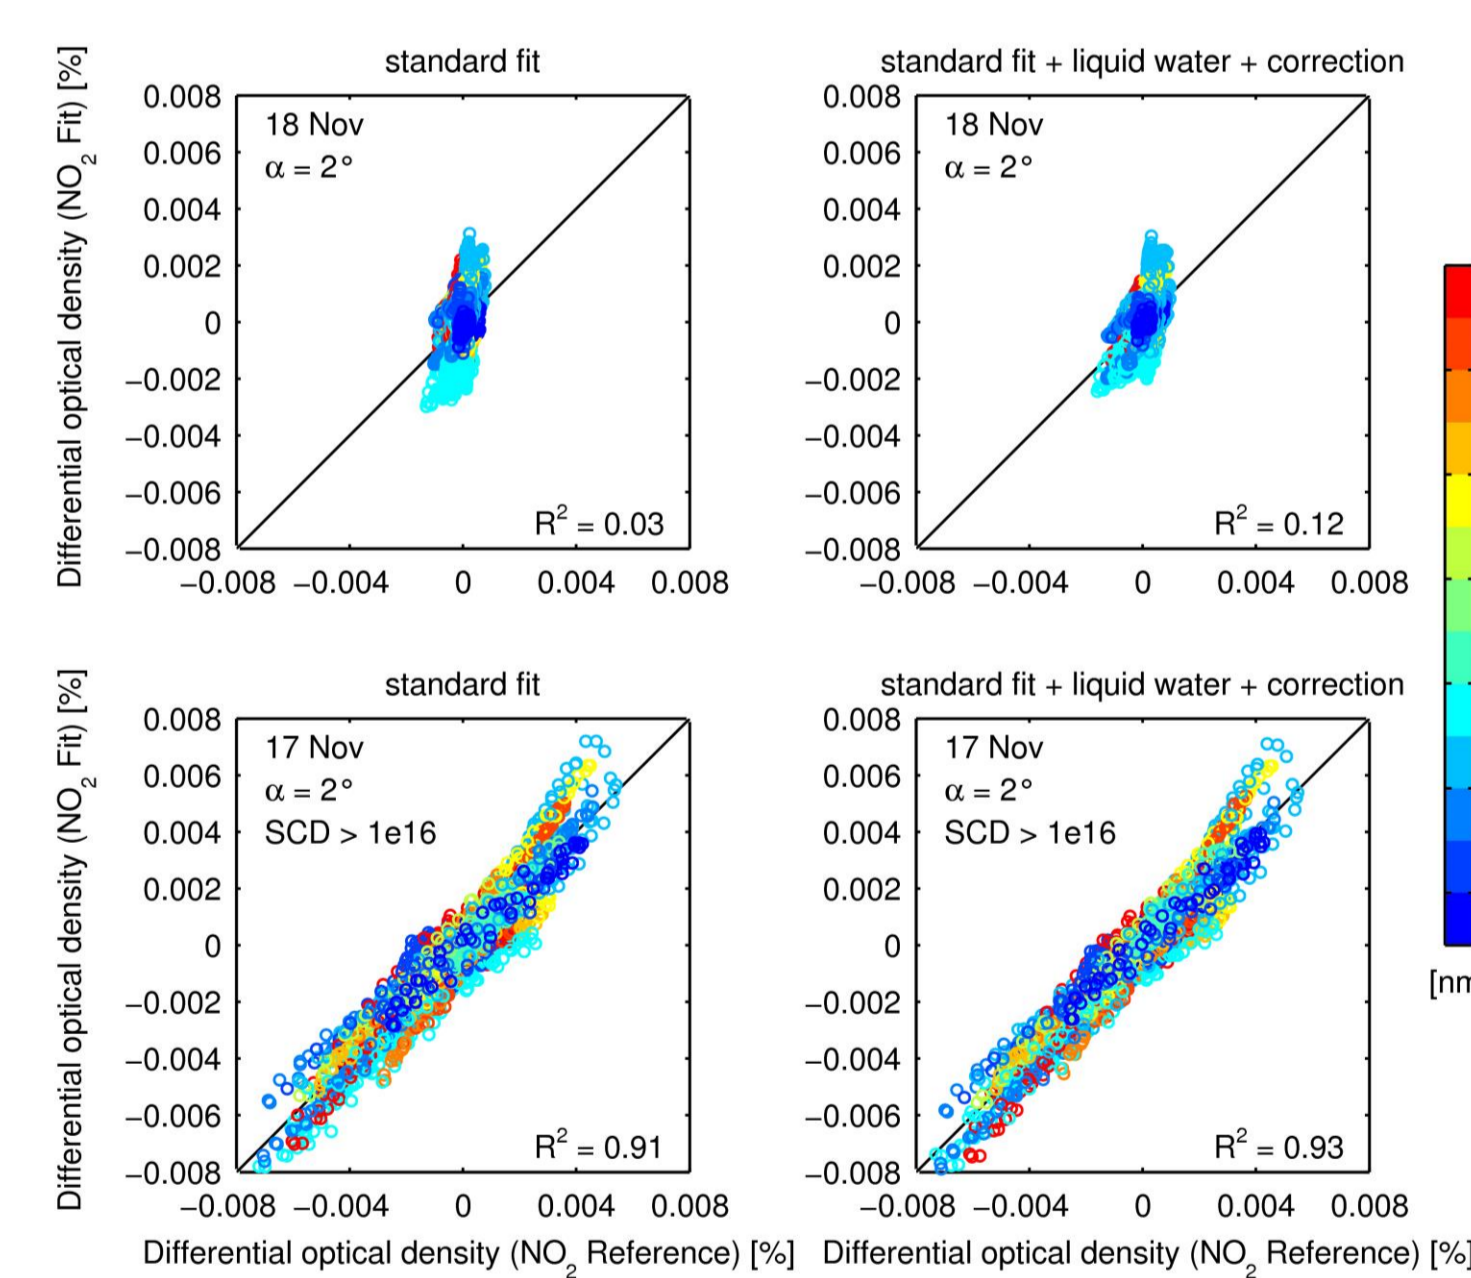 standard fit
Differential optical density (NO2 Fit) [%]
0.008
0.006
0.004
0.002
0
−0.002
−0.004
−0.006
−0.008
18 Nov
α = 2°
R2 = 0.03
−0.008 −0.004 0 0.004 0.008
standard fit + liquid water + correction
0.008
0.006
0.004
0.002
0
−0.002
−0.004
−0.006
−0.008
18 Nov
α = 2°
R2 = 0.12
−0.008 −0.004 0 0.004 0.008
standard fit
Differential optical density (NO2 Fit) [%]
0.008
0.006
0.004
0.002
0
−0.002
−0.004
−0.006
−0.008
17 Nov
α = 2°
SCD > 1e16
R2 = 0.91
−0.008 −0.004 0 0.004 0.008
Differential optical density (NO2 Reference) [%]
standard fit + liquid water + correction
0.008
0.006
0.004
0.002
0
−0.002
−0.004
−0.006
−0.008
17 Nov
α = 2°
SCD > 1e16
R2 = 0.93
−0.008 −0.004 0 0.004 0.008
Differential optical density (NO2 Reference) [%]